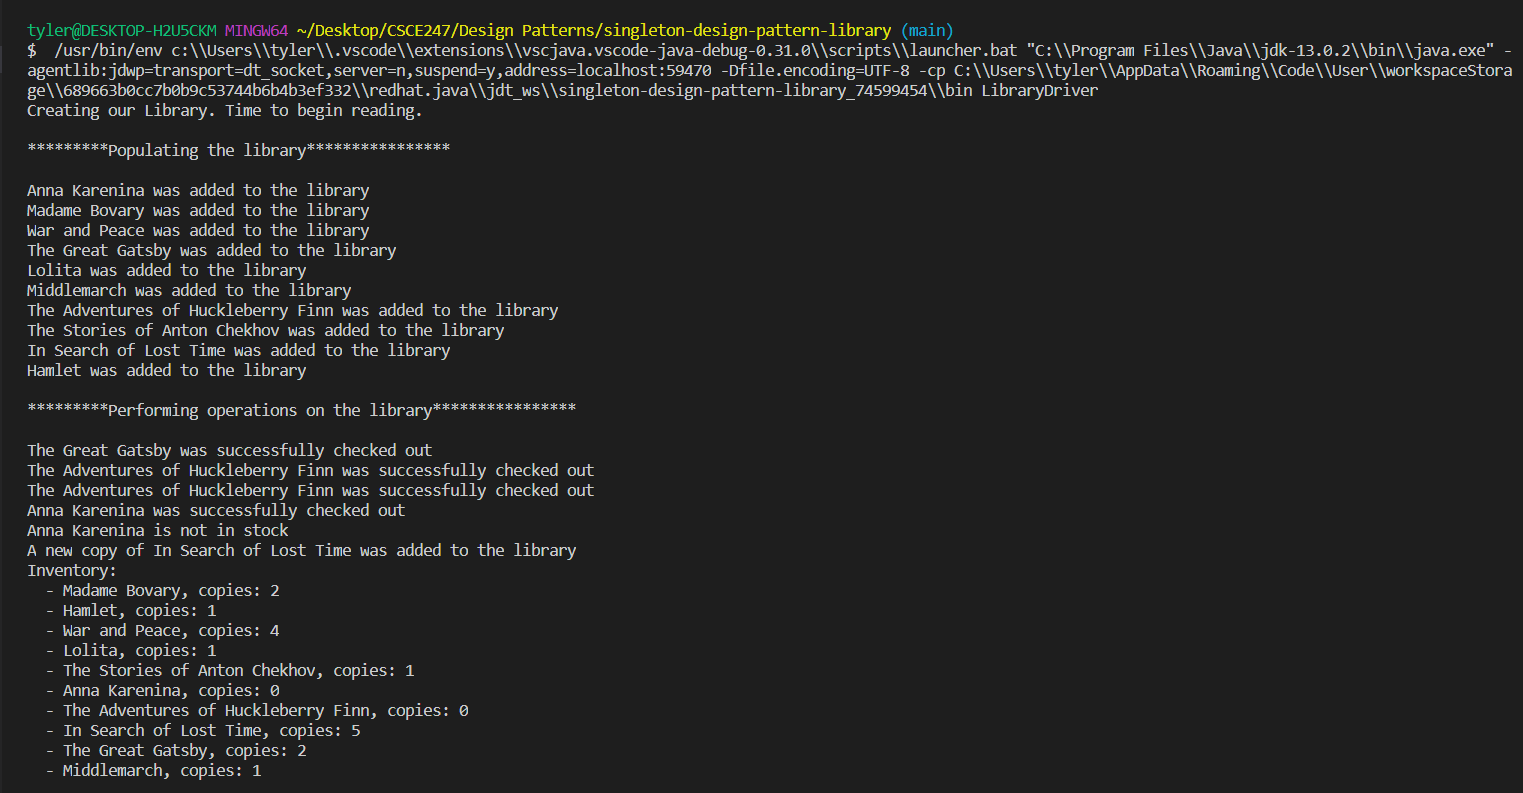 tyler@DESKTOP-H2U5CKM MINGW64 ~/Desktop/CSCE247/Design Patterns/singleton-design-pattern-library (main)
$  /usr/bin/env c:\\Users\\tyler\\.vscode\\extensions\\vscjava.vscode-java-debug-0.31.0\\scripts\\launcher.bat "C:\\Program Files\\Java\\jdk-13.0.2\\bin\\java.exe" -
agentlib:jdwp=transport=dt_socket,server=n,suspend=y,address=localhost:59470 -Dfile.encoding=UTF-8 -cp C:\\Users\\tyler\\AppData\\Roaming\\Code\\User\\workspaceStora
ge\\689663b0cc7b0b9c53744b6b4b3ef332\\redhat.java\\jdt_ws\\singleton-design-pattern-library_74599454\\bin LibraryDriver
Creating our Library. Time to begin reading.
*********Populating the library****************
Anna Karenina was added to the library
Madame Bovary was added to the library
War and Peace was added to the library
The Great Gatsby was added to the library
Lolita was added to the library
Middlemarch was added to the library
The Adventures of Huckleberry Finn was added to the library
The Stories of Anton Chekhov was added to the library
In Search of Lost Time was added to the library
Hamlet was added to the library
*********Performing operations on the library****************
The Great Gatsby was successfully checked out
The Adventures of Huckleberry Finn was successfully checked out
The Adventures of Huckleberry Finn was successfully checked out
Anna Karenina was successfully checked out
Anna Karenina is not in stock
A new copy of In Search of Lost Time was added to the library
Inventory:
  - Madame Bovary, copies: 2
  - Hamlet, copies: 1
  - War and Peace, copies: 4
  - Lolita, copies: 1
  - The Stories of Anton Chekhov, copies: 1
  - Anna Karenina, copies: 0
  - The Adventures of Huckleberry Finn, copies: 0
  - In Search of Lost Time, copies: 5
  - The Great Gatsby, copies: 2
  - Middlemarch, copies: 1